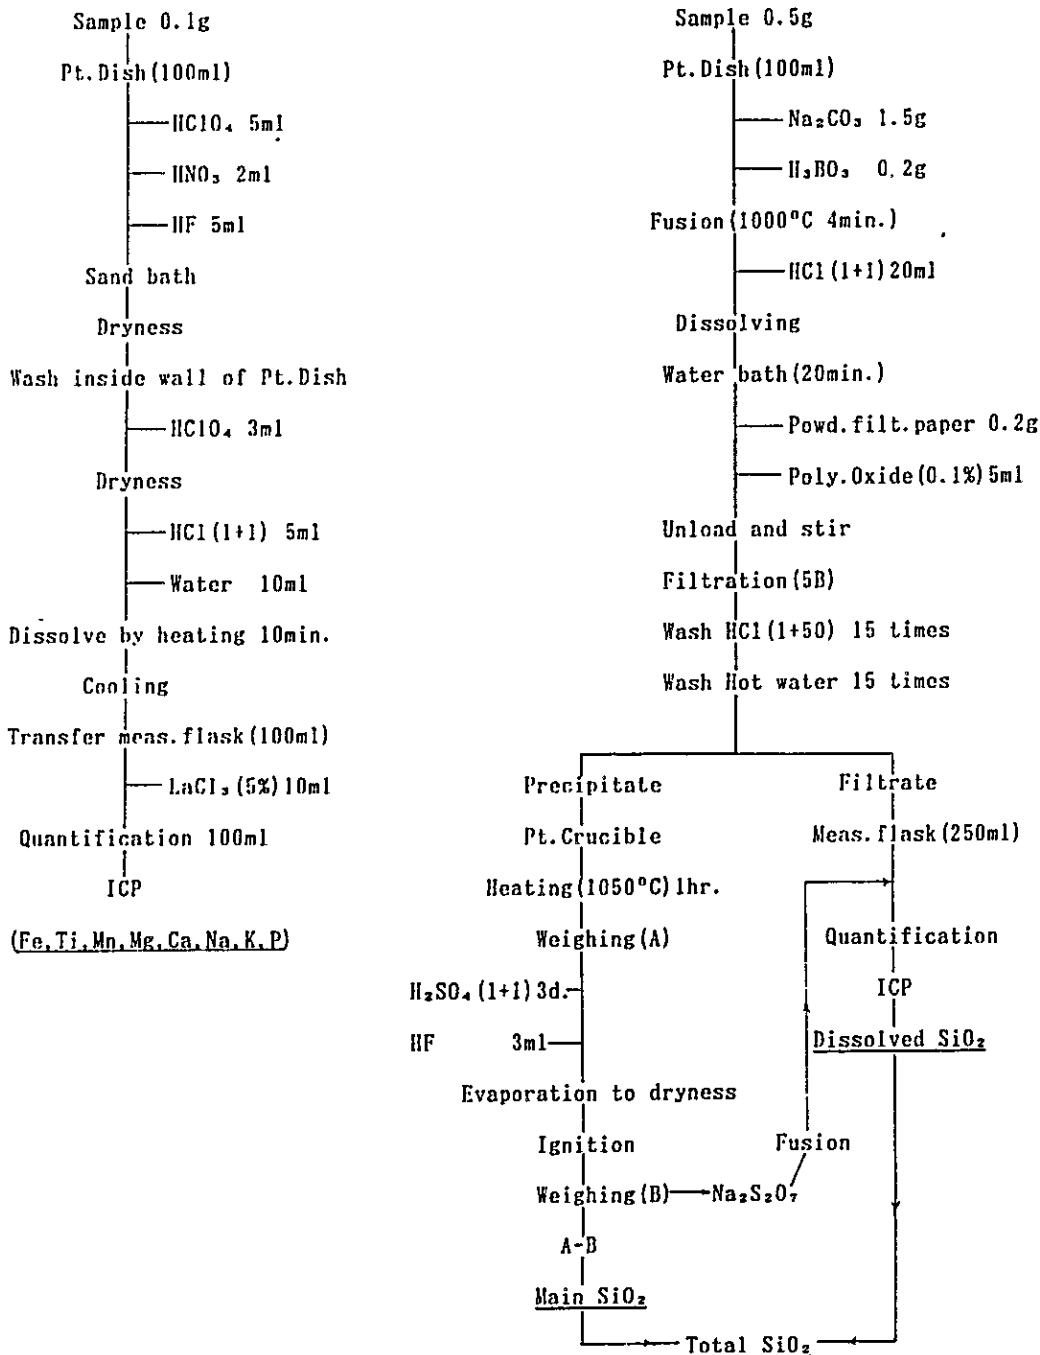 Sample 0.1g
Pt.Dish(100ml)
HClO₄ 5ml
HNO₃ 2ml
HF 5ml
Sand bath
Dryness
Wash inside wall of Pt.Dish
HClO₄ 3ml
Dryness
HCl(1+1) 5ml
Water 10ml
Dissolve by heating 10min.
Cooling
Transfer meas.flask(100ml)
LaCl₃(5%)10ml
Quantification 100ml
ICP
(Fe,Ti,Mn,Mg,Ca,Na,K,P)
Sample 0.5g
Pt.Dish(100ml)
Na₂CO₃ 1.5g
H₃BO₃ 0.2g
Fusion(1000°C 4min.)
HCl(1+1)20ml
Dissolving
Water bath(20min.)
Powd.filt.paper 0.2g
Poly.Oxide(0.1%)5ml
Unload and stir
Filtration(5B)
Wash HCl(1+50) 15 times
Wash Hot water 15 times
Precipitate
Pt.Crucible
Heating(1050°C)1hr.
Weighing(A)
H₂SO₄(1+1)3d.
HF 3ml
Evaporation to dryness
Ignition
Weighing(B)
Na₂S₂O₇
Fusion
A-B
Main SiO₂
Filtrate
Meas.flask(250ml)
Quantification
ICP
Dissolved SiO₂
Total SiO₂